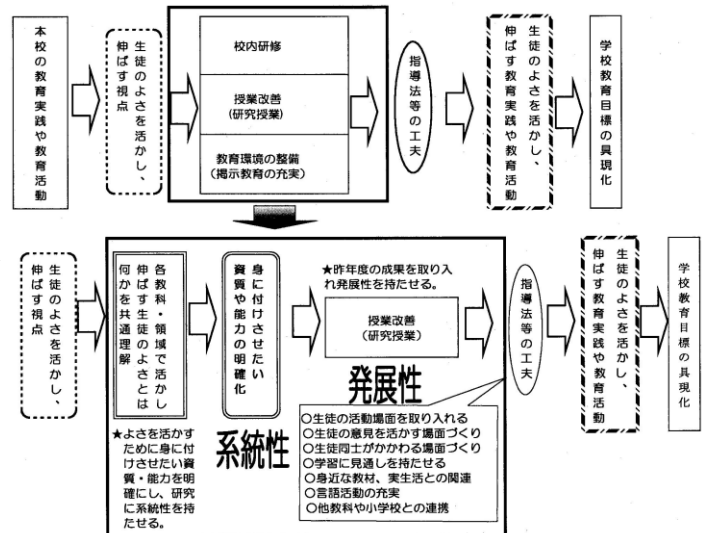 本校の教育実践や教育活動
生徒のよさを活かし、
伸ばす視点
校内研修
授業改善
(研究授業)
教育環境の整備
(掲示教育の充実)
指導法等の工夫
生徒のよさを活かし、
伸ばす教育実践や教育活動
学校教育目標の具現化
生徒のよさを活かし、
伸ばす視点
各教科・領域で活かし
伸ばす生徒のよさとは
何かを共通理解
★よさを活かす
ために身に付
けさせたい資
質・能力を明
確にし、研究
に系統性を持
たせる。
身に付けさせたい
資質や能力の明確化
系統性
★昨年度の成果を取り入
れ発展性を持たせる。
授業改善
(研究授業)
発展性
○生徒の活動場面を取り入れる
○生徒の意見を活かす場面づくり
○生徒同士がかかわる場面づくり
○学習に見通しを持たせる
○身近な教材、実生活との関連
○言語活動の充実
○他教科や小学校との連携
指導法等の工夫
生徒のよさを活かし、
伸ばす教育実践や教育活動
学校教育目標の具現化